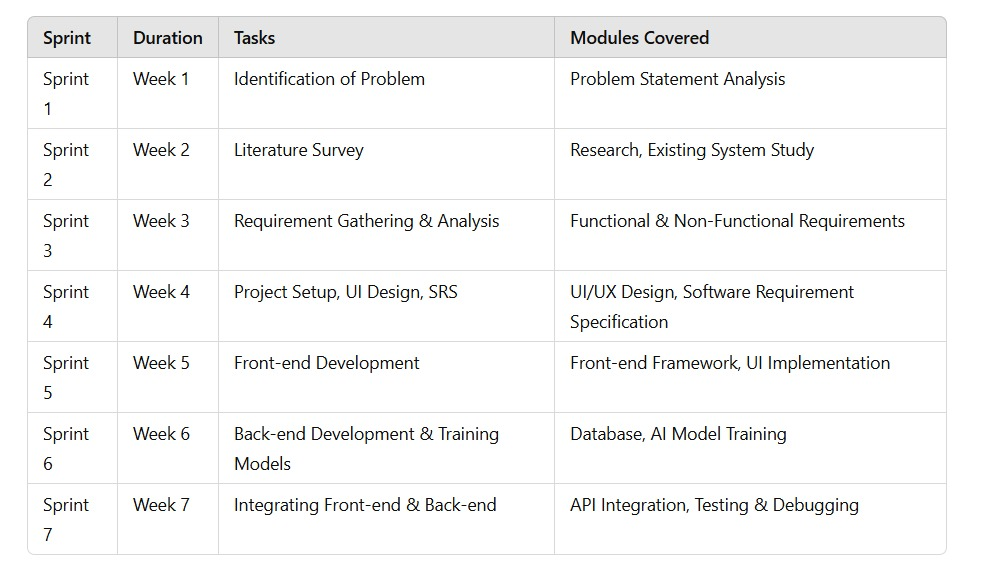 Sprint Duration Tasks Modules Covered
Sprint Week 1 Identification of Problem Problem Statement Analysis
1
Sprint Week 2 Literature Survey Research, Existing System Study
2
Sprint Week 3 Requirement Gathering & Analysis Functional & Non-Functional Requirements
3
Sprint Week 4 Project Setup, UI Design, SRS UI/UX Design, Software Requirement
4 Specification
Sprint Week 5 Front-end Development Front-end Framework, UI Implementation
5
Sprint Week 6 Back-end Development & Training Database, AI Model Training
6 Models
Sprint Week 7 Integrating Front-end & Back-end API Integration, Testing & Debugging
7